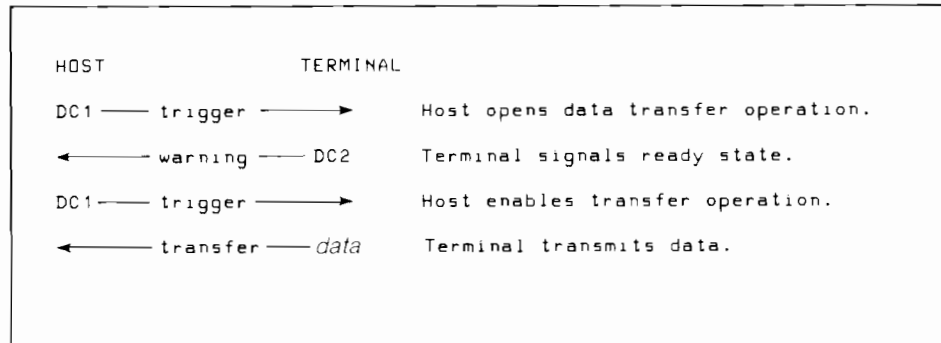 HOST TERMINAL
DC1 trigger Host opens data transfer operation.
warning DC2 Terminal signals ready state.
DC1 trigger Host enables transfer operation.
transfer data Terminal transmits data.